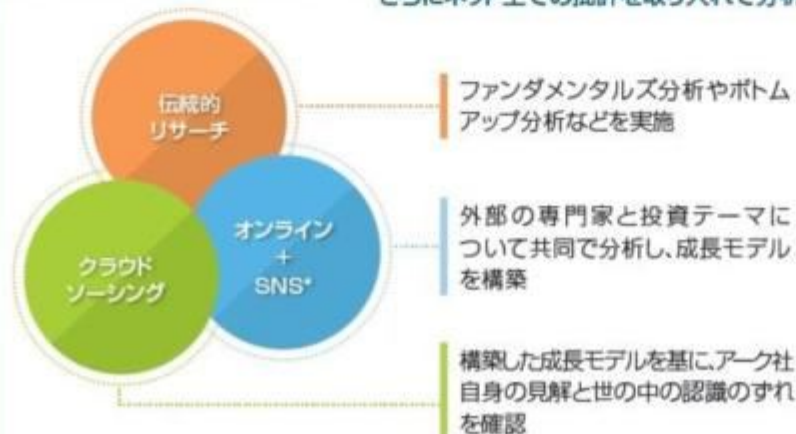 伝統的
リサーチ
ファンダメンタルズ分析やボトム
アップ分析などを実施
オンライン
+
SNS*
外部の専門家と投資テーマに
ついて共同で分析し、成長モデル
を構築
クラウド
ソーシング
構築した成長モデルを基に、アーク社
自身の見解と世の中の認識のずれ
を確認